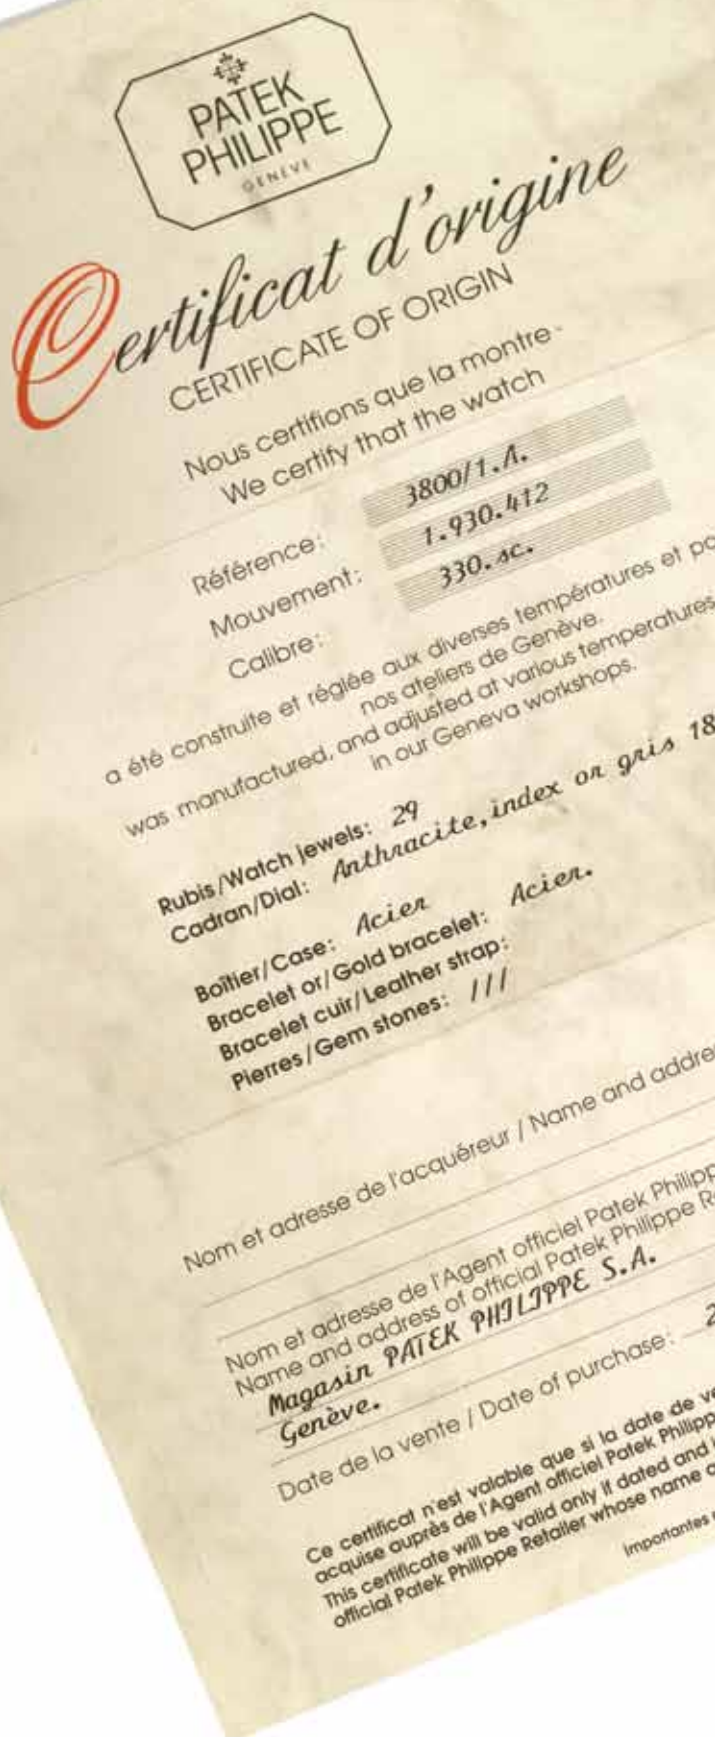 PATEK
PHILIPPE
GENEVE
Certificat d'origine
CERTIFICATE OF ORIGIN
Nous certifions que la montre -
We certify that the watch
Référence: 3800/1.A.
Mouvement: 1.930.412
Calibre: 330.sc.
a été construite et réglée aux diverses températures et
nos ateliers de Genève.
was manufactured, and adjusted at various temperatures
in our Geneva workshops.
Rubis/Watch jewels: 29
Cadran/Dial: Anthracite, index or gris 18
Boîtier/Case: Acier
Bracelet or/Gold bracelet: Acier.
Bracelet cuir/Leather strap:
Pierres/Gem stones: ///
Nom et adresse de l'acquéreur / Name and
Nom et adresse de l'Agent officiel Patek
Name and address of official Patek Philippe
Magasin PATEK PHILIPPE S.A.
Genève.
Date de la vente / Date of purchase: 2
Ce certificat n'est valable que si la date de
acquise auprès de l'Agent officiel Patek
This certificate will be valid only if dated and
official Patek Philippe Retailer whose name
Importantes